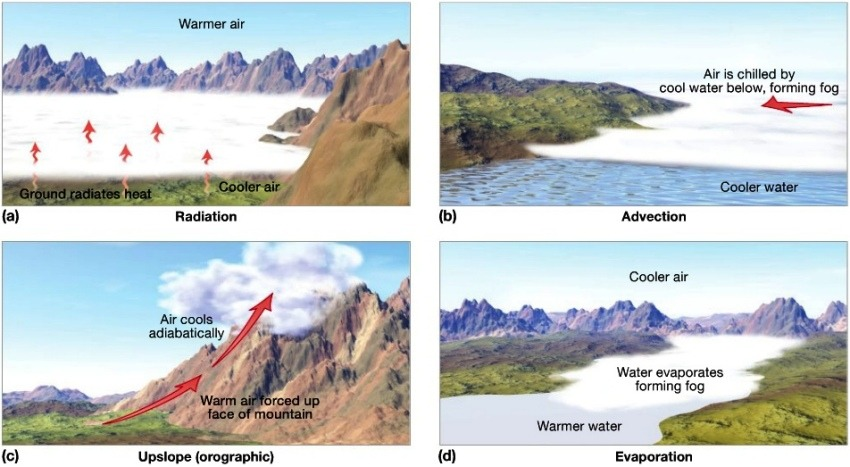 Warmer air
Ground radiates heat
Cooler air
(a)
Radiation
Air is chilled by
cool water below, forming fog
Cooler water
(b)
Advection
Air cools
adiabatically
Warm air forced up
face of mountain
(c)
Upslope (orographic)
Cooler air
Water evaporates
forming fog
Warmer water
(d)
Evaporation